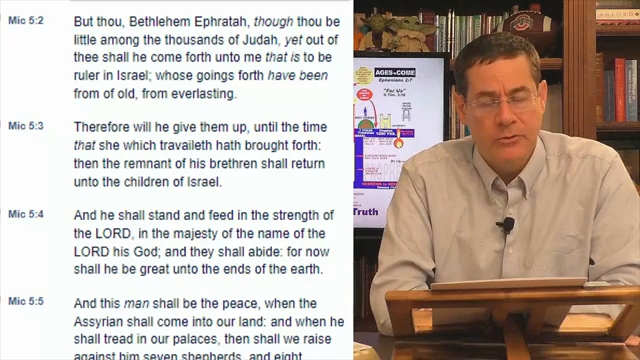 Mic 5:2 But thou, Bethlehem Ephratah, though thou be
little among the thousands of Judah, yet out of
thee shall he come forth unto me that is to be
ruler in Israel; whose goings forth have been
from of old, from everlasting.
Mic 5:3 Therefore will he give them up, until the time
that she which travaileth hath brought forth:
then the remnant of his brethren shall return
unto the children of Israel.
Mic 5:4 And he shall stand and feed in the strength of
the LORD, in the majesty of the name of the
LORD his God; and they shall abide: for now
shall he be great unto the ends of the earth.
Mic 5:5 And this man shall be the peace, when the
Assyrian shall come into our land: and when he
shall tread in our palaces, then shall we raise
against him seven shepherds, and eight
AGES to COME
Ephesians 2:7
"For Us"
Truth